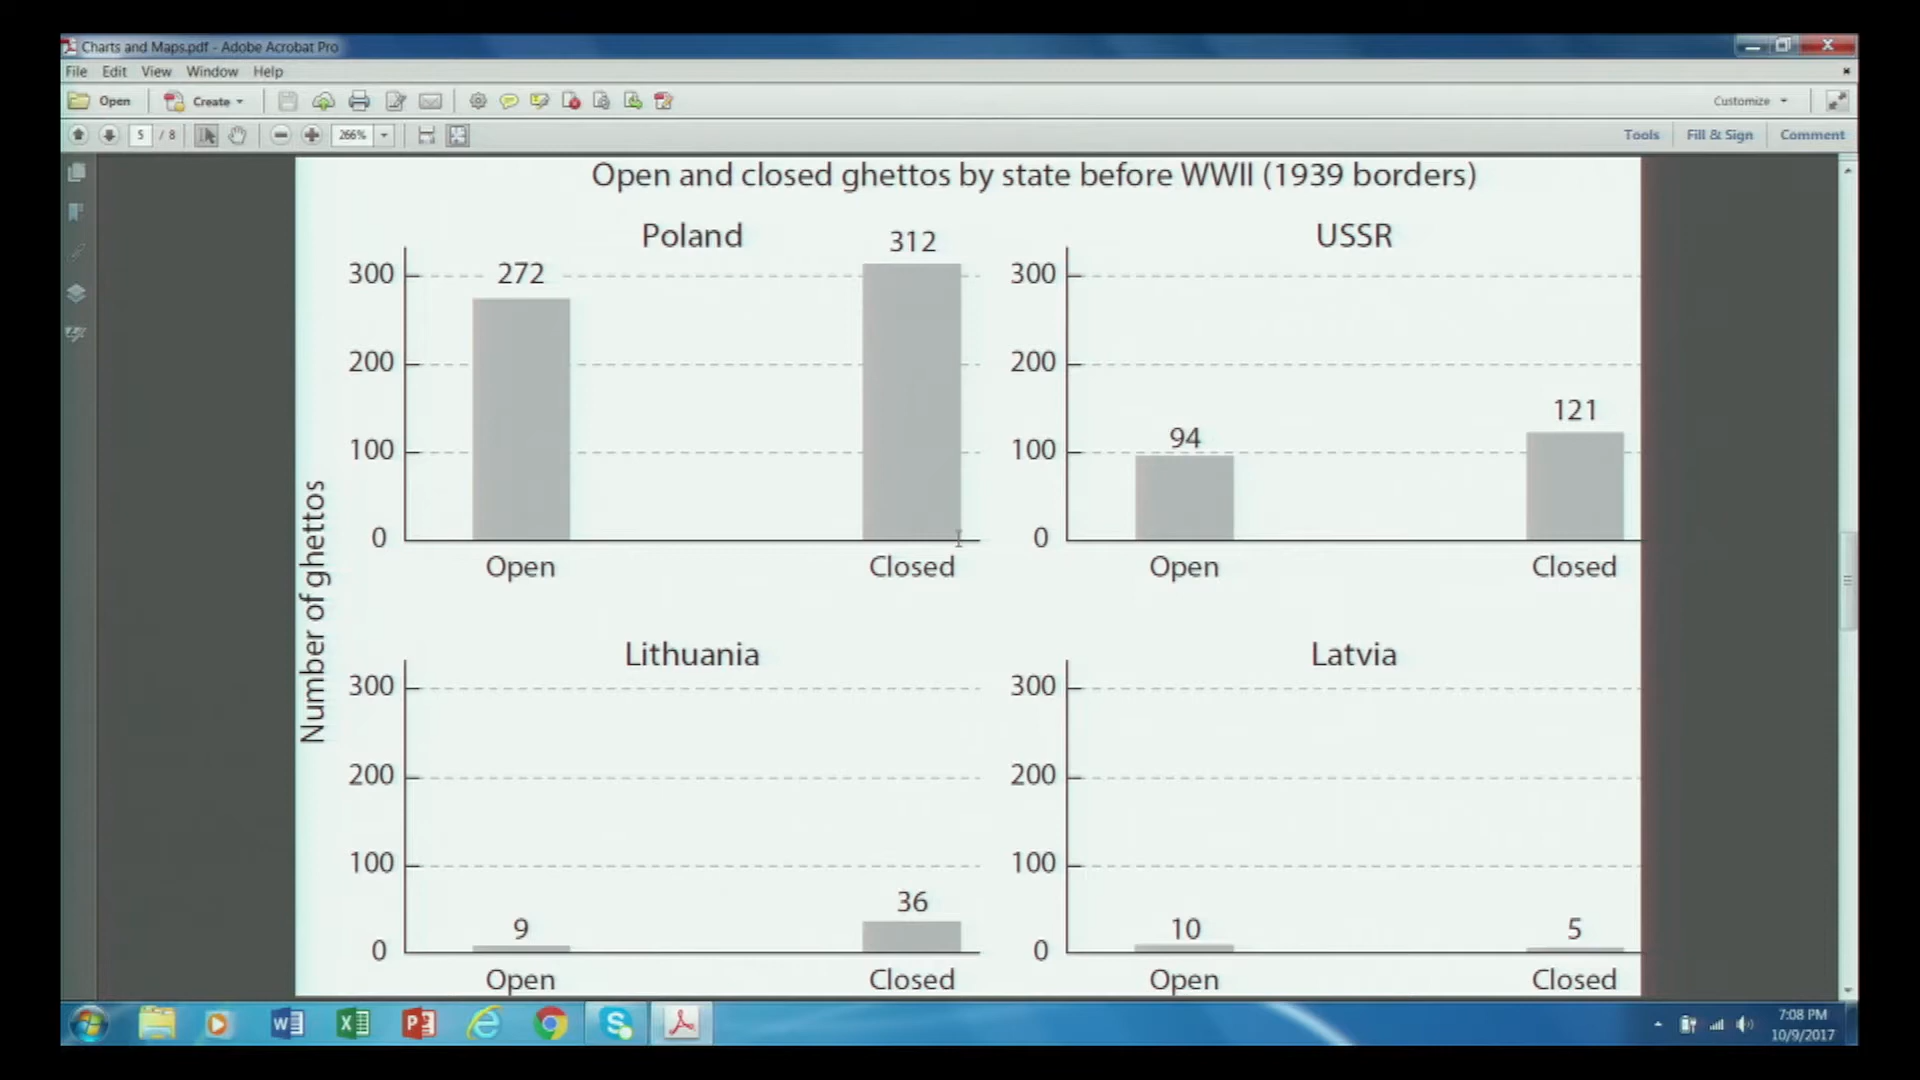 Charts and Maps.pdf - Adobe Acrobat Pro
File Edit View Window Help
Open Create Customize
5 / 8 266% Tools Fill & Sign Comment
Open and closed ghettos by state before WWII (1939 borders)
Number of ghettos
Poland
300
200
100
0
272
312
Open Closed
USSR
300
200
100
0
94
121
Open Closed
Lithuania
300
200
100
0
9
36
Open Closed
Latvia
300
200
100
0
10
5
Open Closed
7:08 PM
10/9/2017